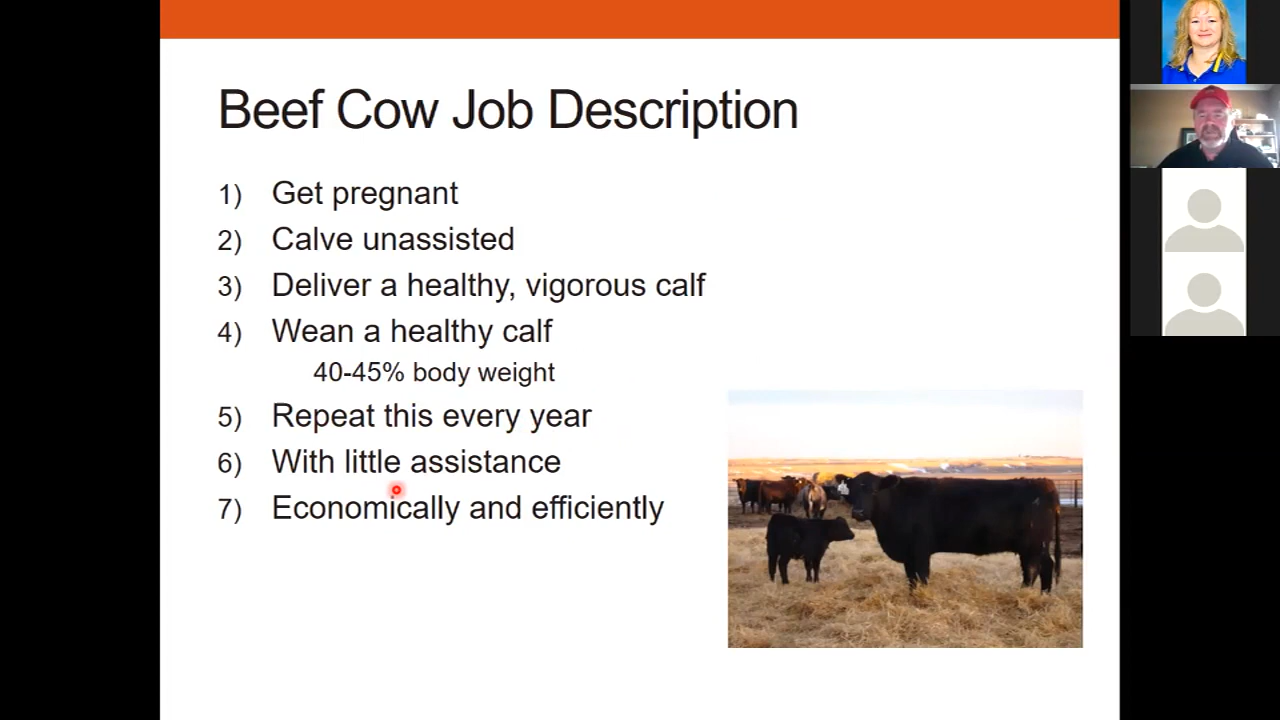 Beef Cow Job Description
1) Get pregnant
2) Calve unassisted
3) Deliver a healthy, vigorous calf
4) Wean a healthy calf
40-45% body weight
5) Repeat this every year
6) With little assistance
7) Economically and efficiently